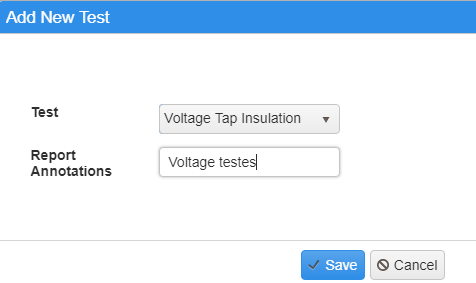 Add New Test
Test
Voltage Tap Insulation
Report
Annotations
Voltage testes
Save
Cancel